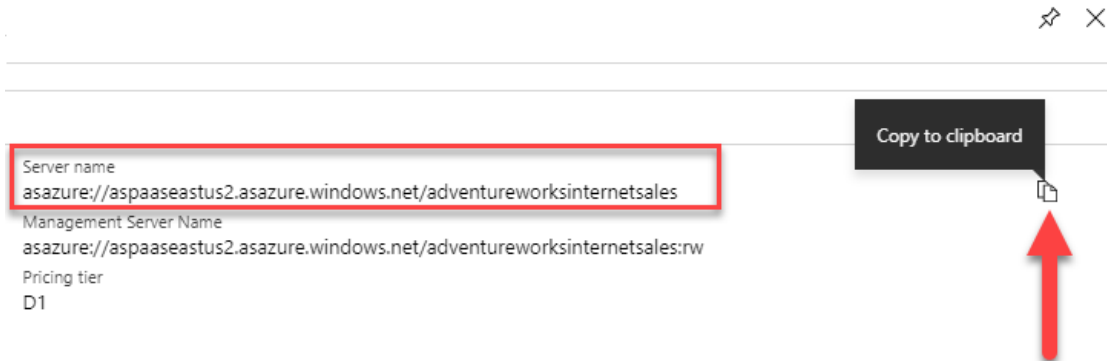 Copy to clipboard
Server name
asazure://aspaaseastus2.asazure.windows.net/adventureworksinternetsales
Management Server Name
asazure://aspaaseastus2.asazure.windows.net/adventureworksinternetsales:rw
Pricing tier
D1